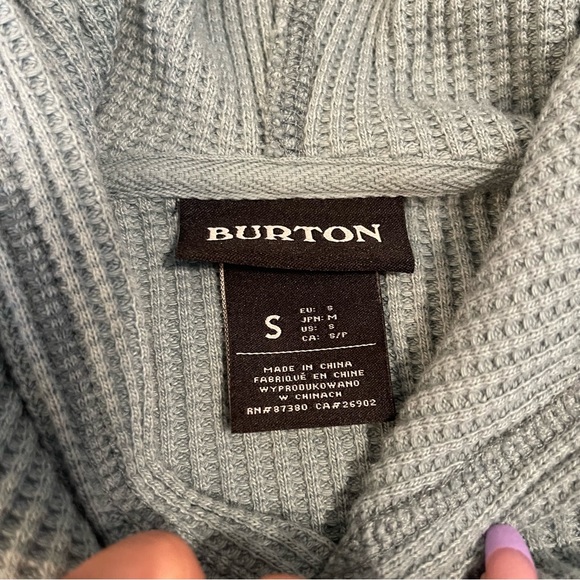 BURTON
S
EU: S
JPN: M
US: S
CA: S/P
MADE IN CHINA
FABRIQUÉ EN CHINE
WYPRODUKOWANO
W CHINACH
RN#87380 CA#26902